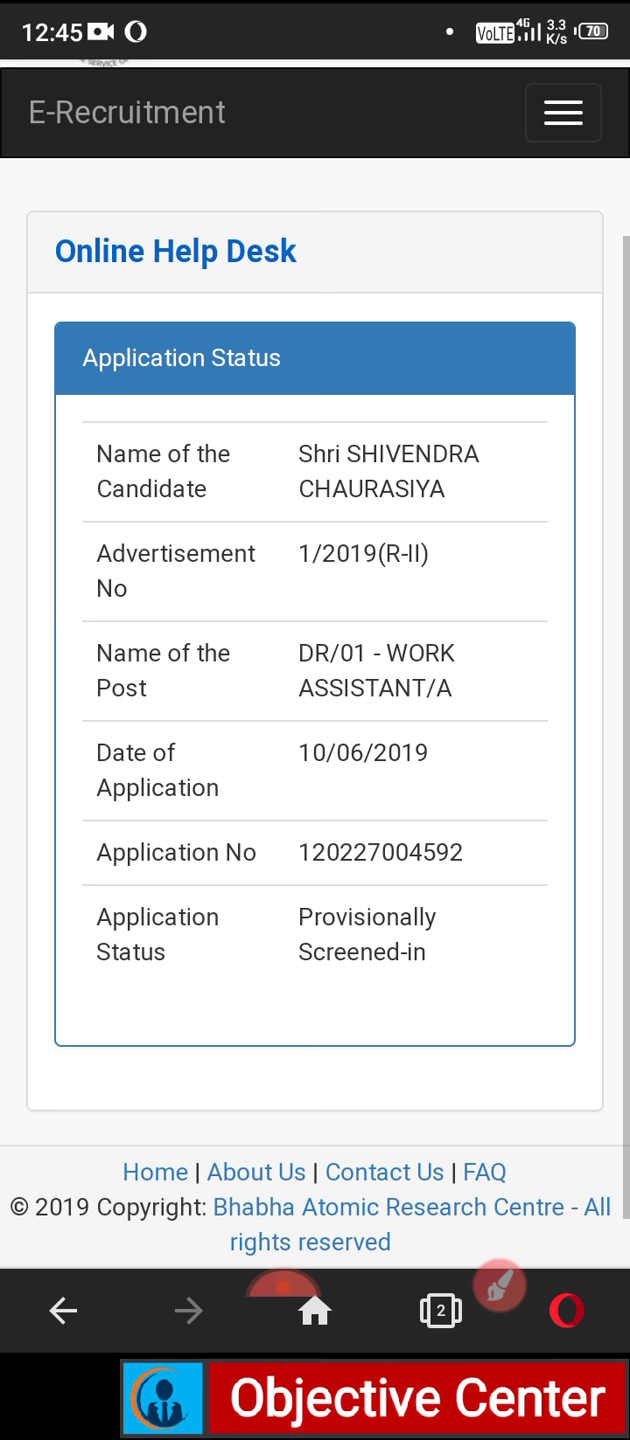 12:45
VoLTE 4G 3.3 K/s 70
E-Recruitment
Online Help Desk
Application Status
Name of the Candidate Shri SHIVENDRA CHAURASIYA
Advertisement No 1/2019(R-II)
Name of the Post DR/01 - WORK ASSISTANT/A
Date of Application 10/06/2019
Application No 120227004592
Application Status Provisionally Screened-in
Home | About Us | Contact Us | FAQ
© 2019 Copyright: Bhabha Atomic Research Centre - All
rights reserved
2
Objective Center